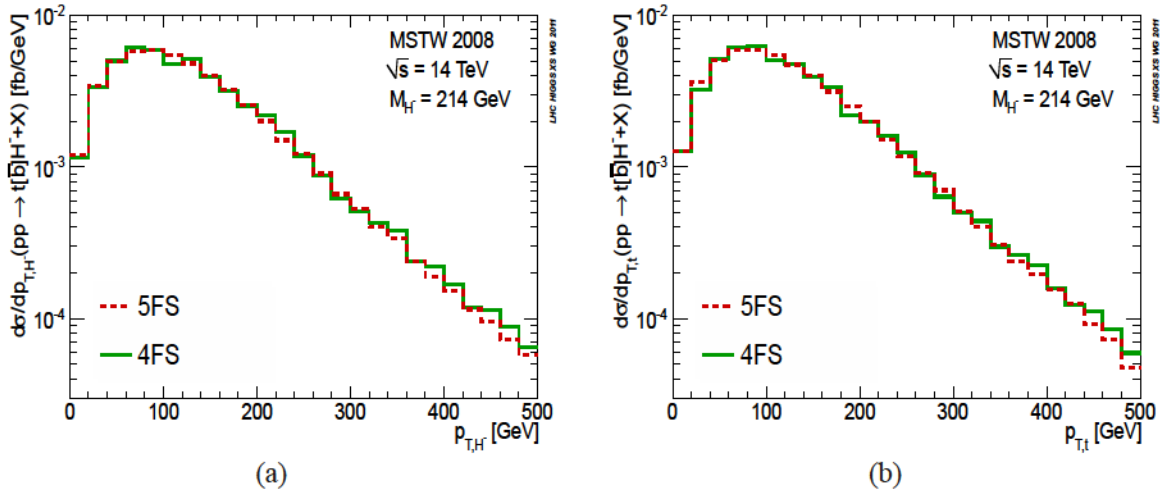 dσ/dp_T,H⁻(pp → t[b̅]H⁻+X) [fb/GeV]
10⁻²
10⁻³
10⁻⁴
MSTW 2008
√s = 14 TeV
M_H⁻ = 214 GeV
LHC HIGGS XS WG 2011
5FS
4FS
0 100 200 300 400 500
p_T,H⁻ [GeV]
(a)
dσ/dp_T,t(pp → t[b̅]H⁻+X) [fb/GeV]
10⁻²
10⁻³
10⁻⁴
MSTW 2008
√s = 14 TeV
M_H⁻ = 214 GeV
LHC HIGGS XS WG 2011
5FS
4FS
0 100 200 300 400 500
p_T,t [GeV]
(b)